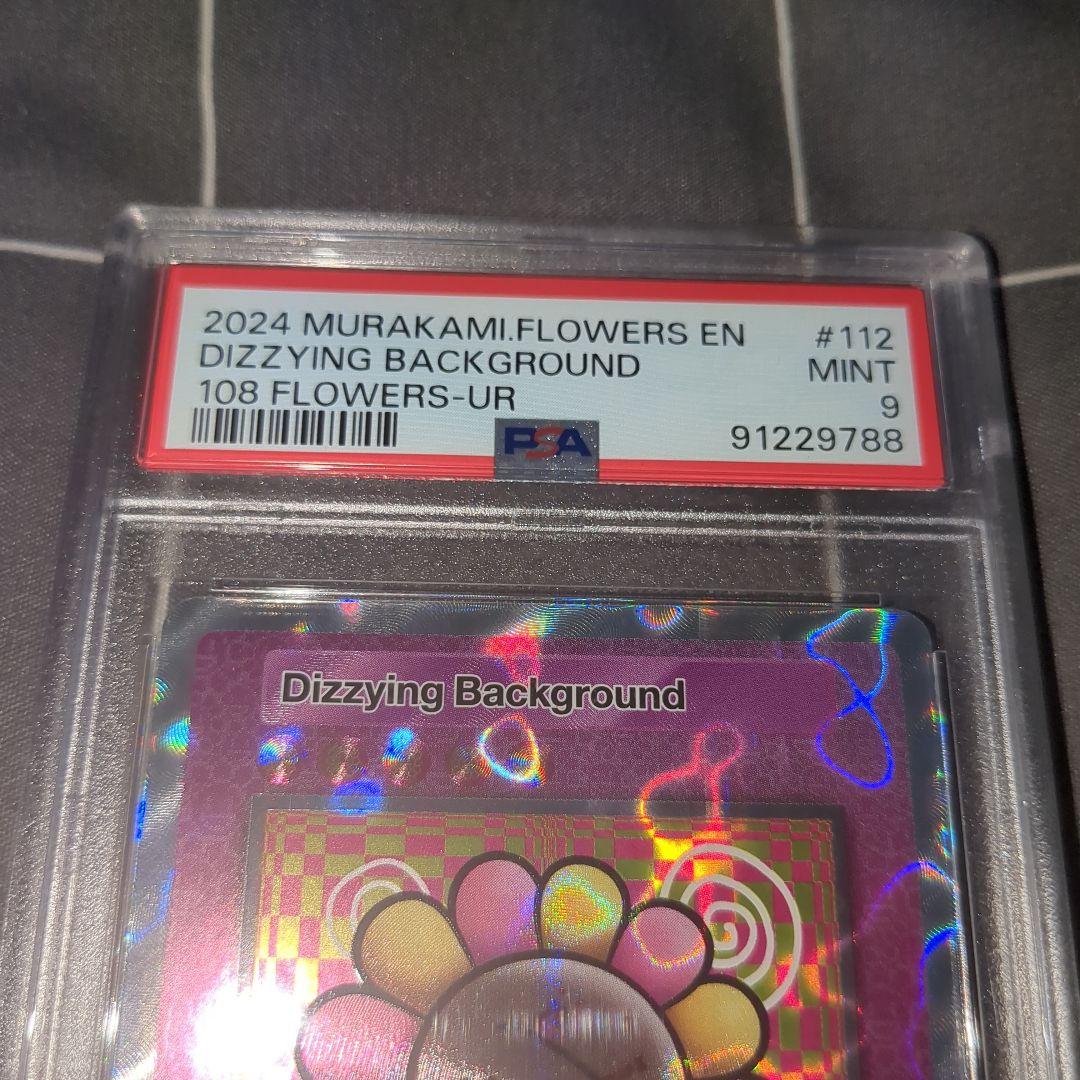 2024 MURAKAMI.FLOWERS EN #112
DIZZYING BACKGROUND MINT
108 FLOWERS-UR 9
PSA 91229788
Dizzying Background